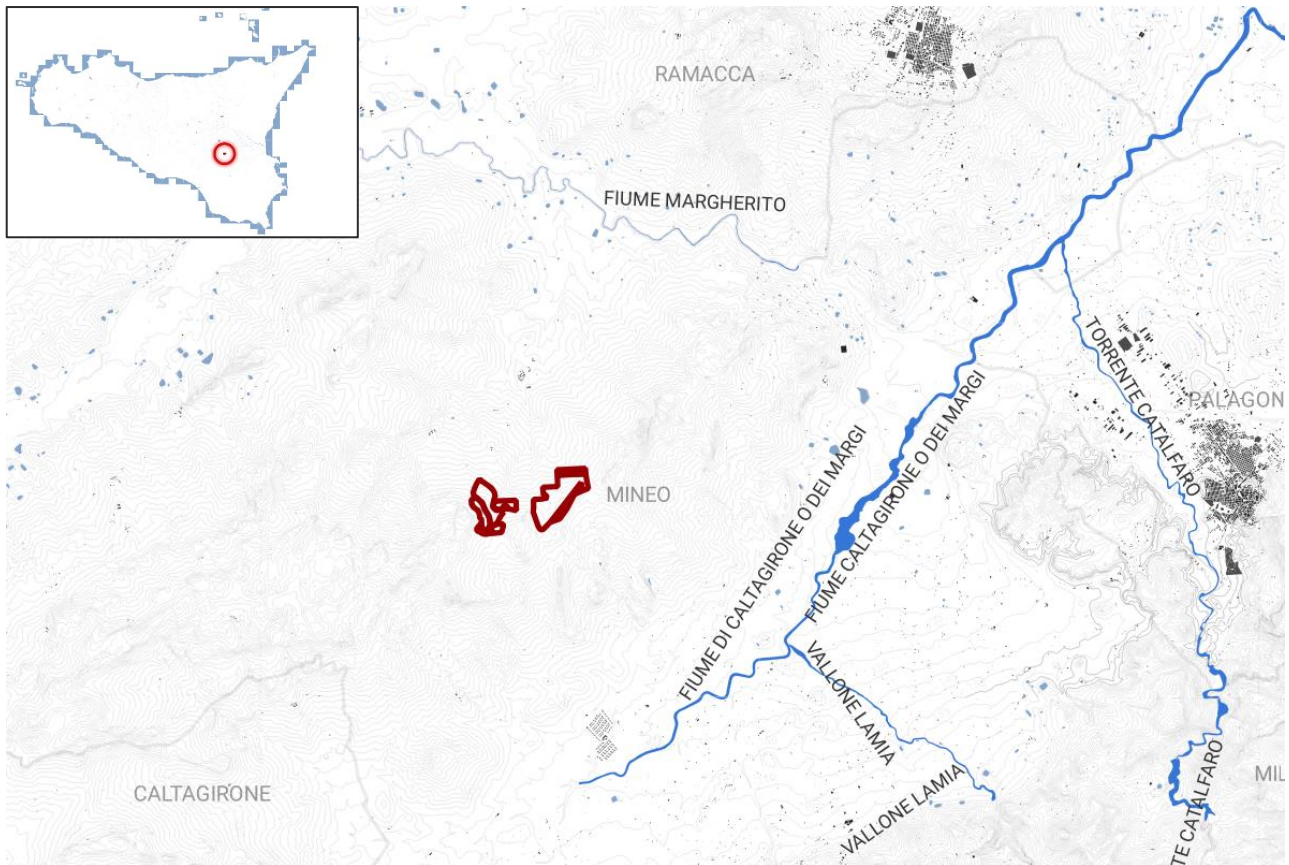 RAMACCA
FIUME MARGHERITO
TORRENTE CATALFARO
PALAGON
FIUME DI CALTAGIRONE O DEI MARGI
FIUME CALTAGIRONE O DEI MARGI
MINEO
VALLONE LAMIA
VALLONE LAMIA
CALTAGIRONE
MIL
TE CATALFARO